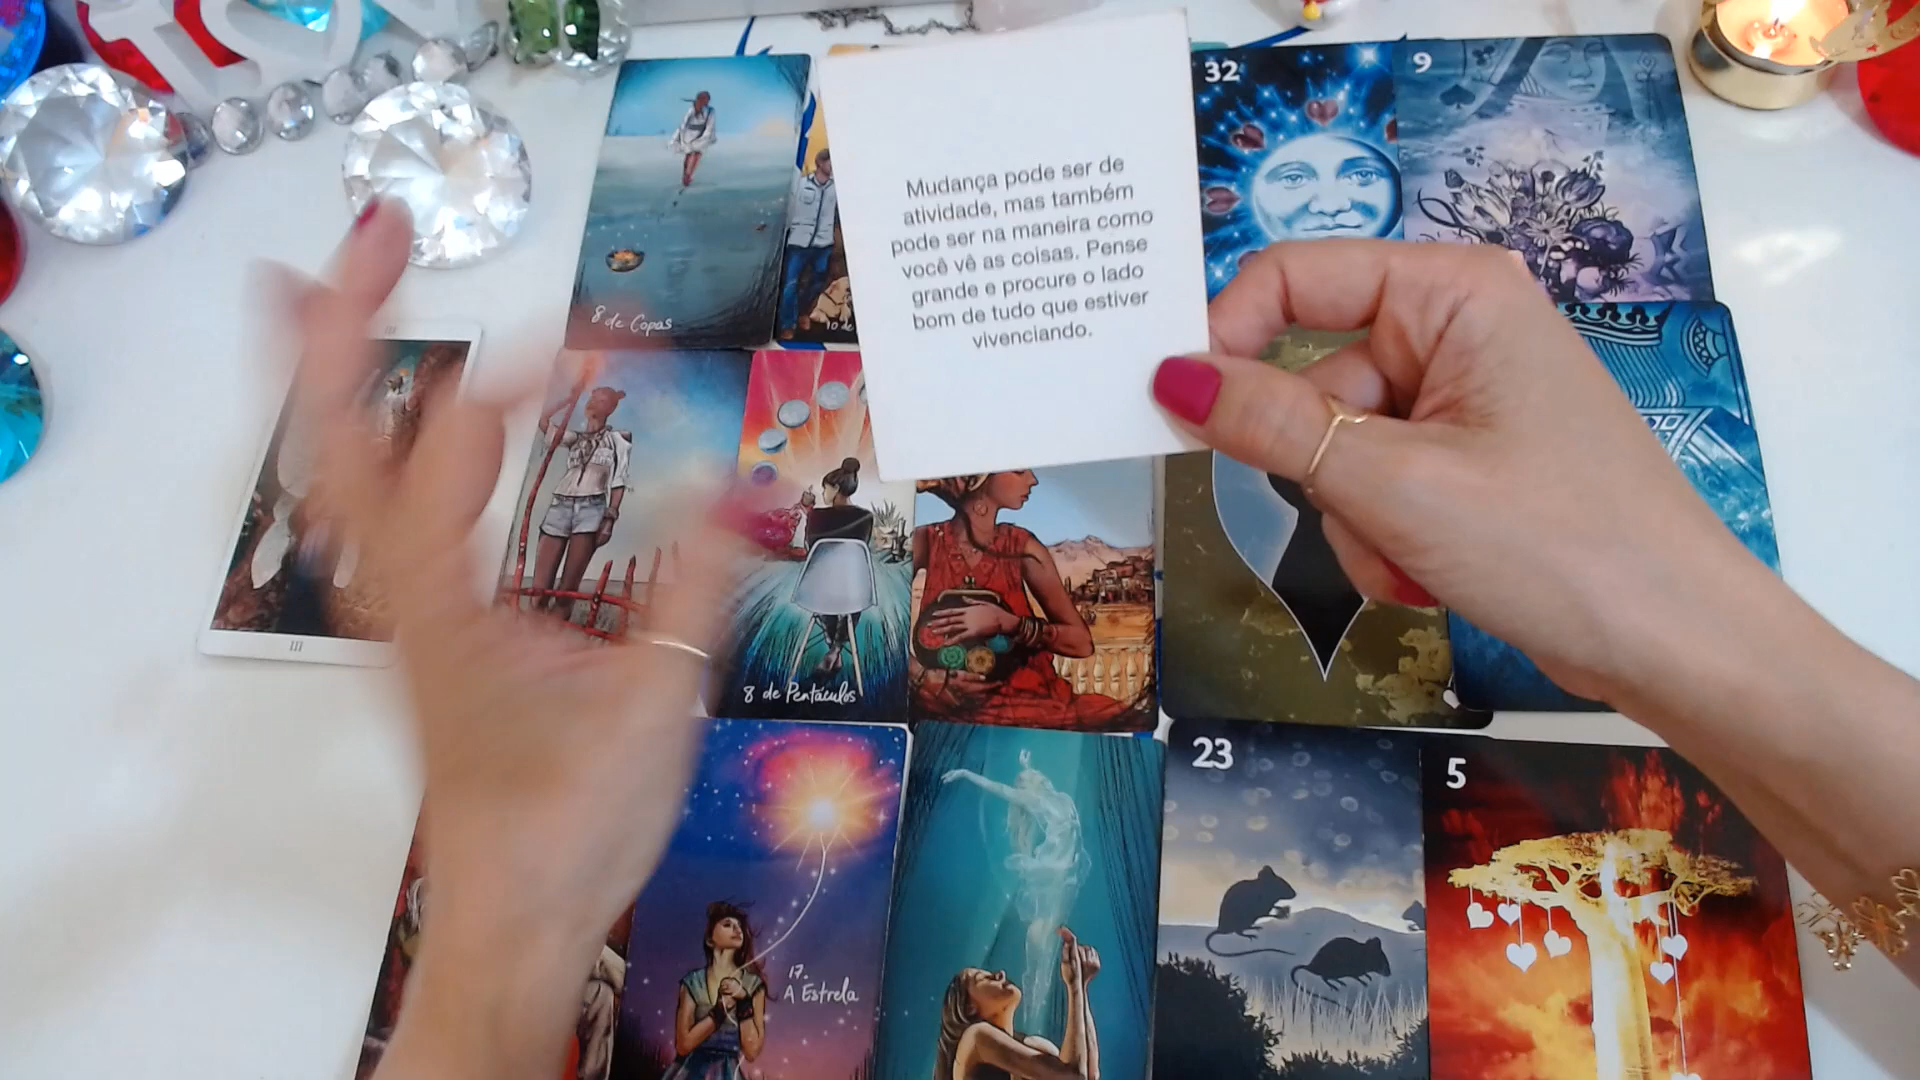 32
9
Mudança pode ser de
atividade, mas também
pode ser na maneira como
você vê as coisas. Pense
grande e procure o lado
bom de tudo que estiver
vivenciando.
8 de Copas
10 de
III
8 de Pentáculos
23
5
17.
A Estrela